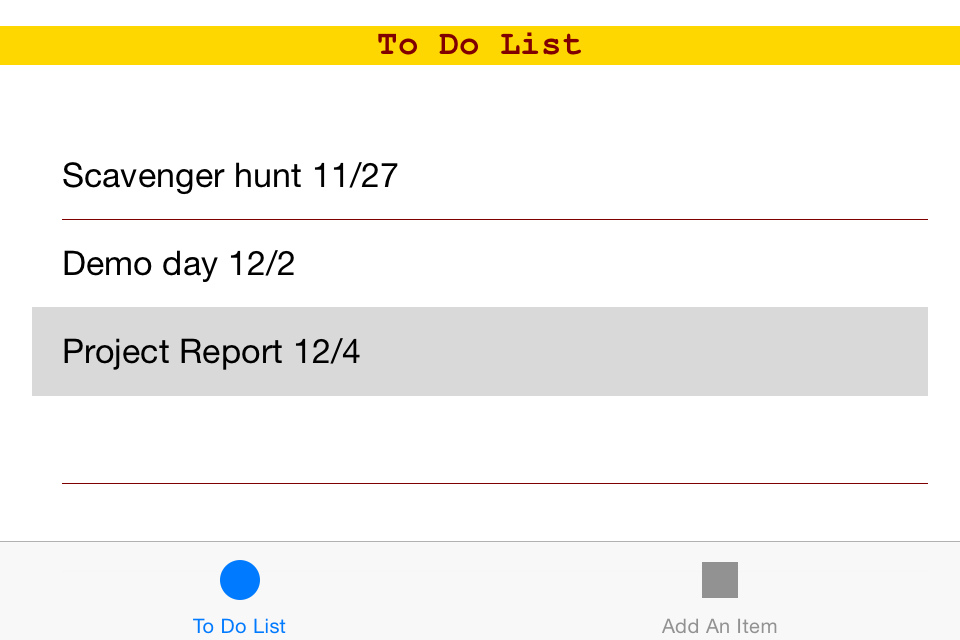 To Do List
Scavenger hunt 11/27
Demo day 12/2
Project Report 12/4
To Do List
Add An Item